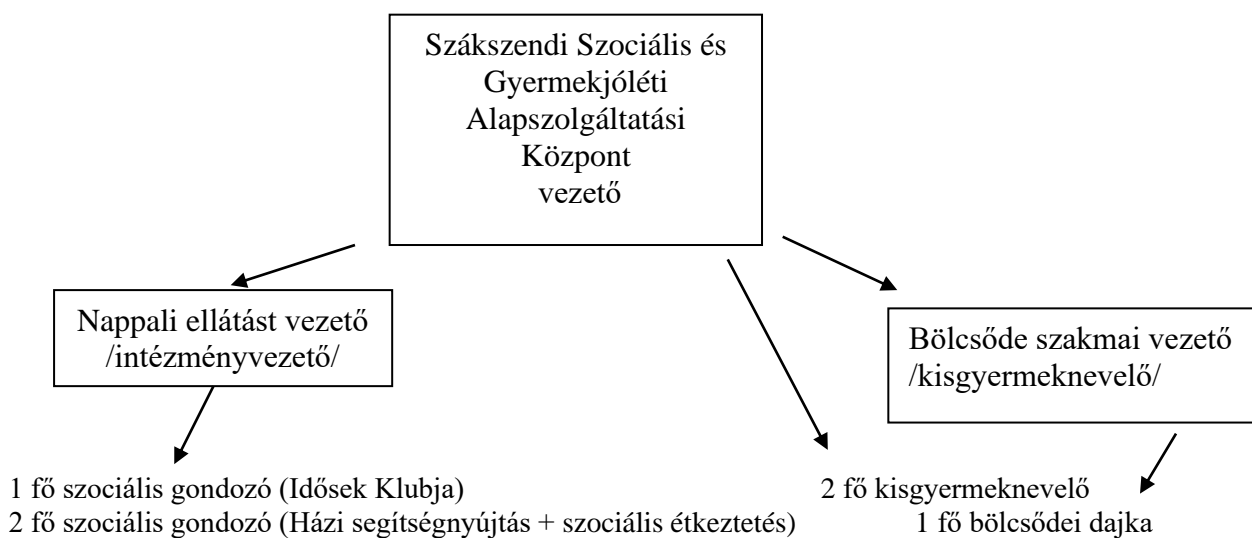 Szákszendi Szociális és
Gyermekjóléti
Alapszolgáltatási
Központ
vezető
Nappali ellátást vezető
/intézményvezető/
Bölcsőde szakmai vezető
/kisgyermeknevelő/
1 fő szociális gondozó (Idősek Klubja)
2 fő szociális gondozó (Házi segítségnyújtás + szociális étkeztetés)
2 fő kisgyermeknevelő
1 fő bölcsődei dajka